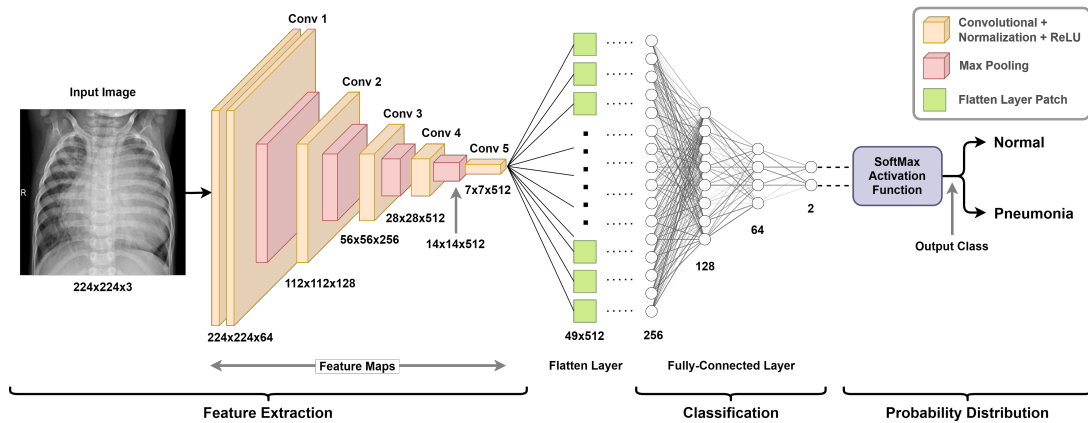 Conv 1
Convolutional +
Normalization + ReLU
Max Pooling
Flatten Layer Patch
Input Image
Conv 2
Conv 3
Conv 4
Conv 5
R
7x7x512
28x28x512
14x14x512
56x56x256
112x112x128
224x224x3
224x224x64
Feature Maps
49x512
Flatten Layer
256
128
64
2
Fully-Connected Layer
SoftMax
Activation
Function
Normal
Pneumonia
Output Class
Feature Extraction
Classification
Probability Distribution